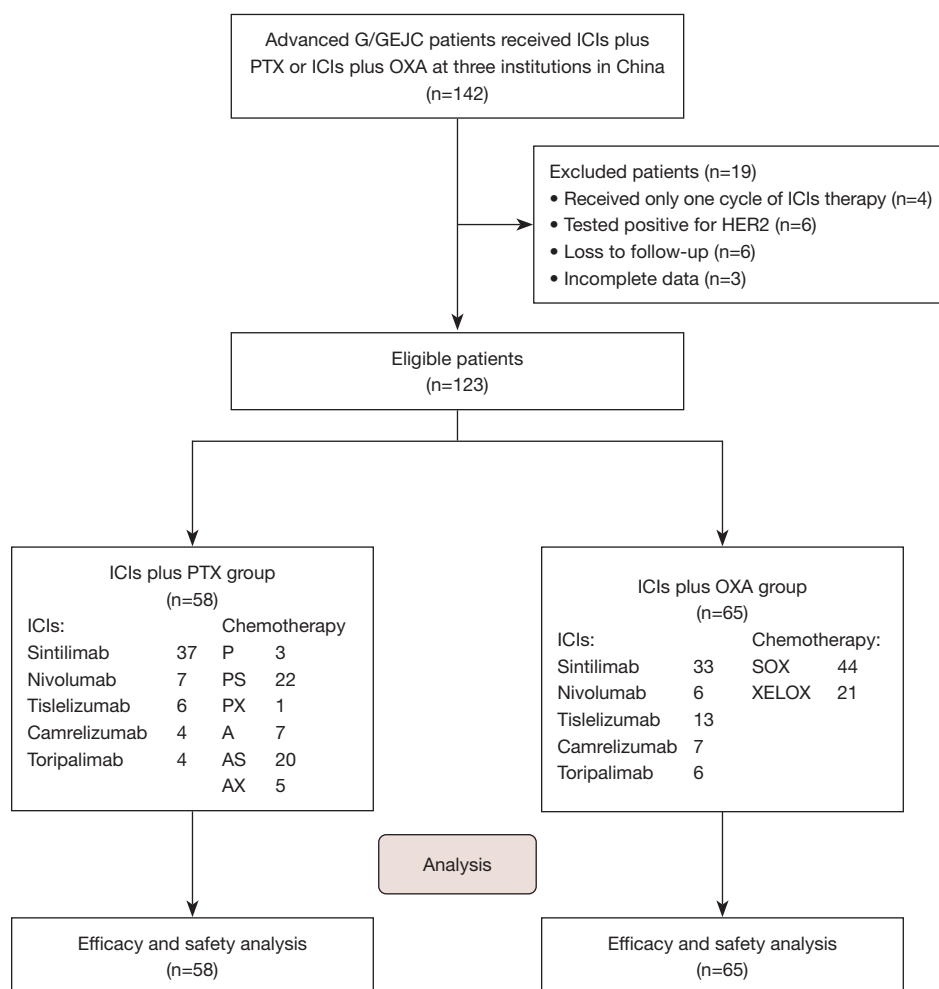 Advanced G/GEJC patients received ICIs plus
PTX or ICIs plus OXA at three institutions in China
(n=142)
Excluded patients (n=19)
• Received only one cycle of ICIs therapy (n=4)
• Tested positive for HER2 (n=6)
• Loss to follow-up (n=6)
• Incomplete data (n=3)
Eligible patients
(n=123)
ICIs plus PTX group
(n=58)
ICIs: Chemotherapy
Sintilimab 37 P 3
Nivolumab 7 PS 22
Tislelizumab 6 PX 1
Camrelizumab 4 A 7
Toripalimab 4 AS 20
AX 5
ICIs plus OXA group
(n=65)
ICIs: Chemotherapy:
Sintilimab 33 SOX 44
Nivolumab 6 XELOX 21
Tislelizumab 13
Camrelizumab 7
Toripalimab 6
Analysis
Efficacy and safety analysis
(n=58)
Efficacy and safety analysis
(n=65)